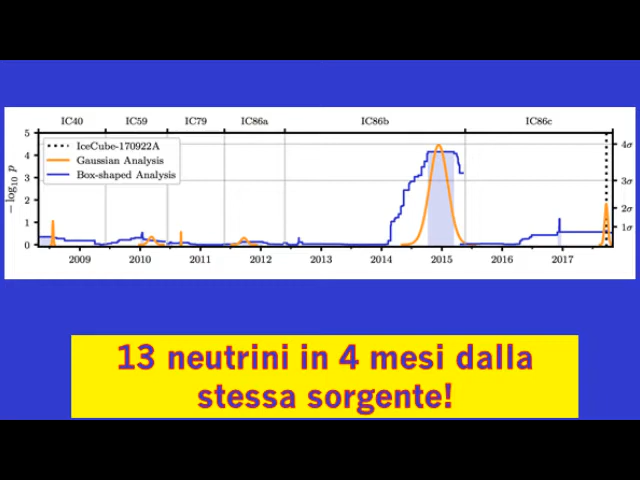 IC40 IC59 IC79 IC86a IC86b IC86c
IceCube-170922A
Gaussian Analysis
Box-shaped Analysis
− log₁₀ p
5
4
3
2
1
0
4σ
3σ
2σ
1σ
2009 2010 2011 2012 2013 2014 2015 2016 2017
13 neutrini in 4 mesi dalla
stessa sorgente!